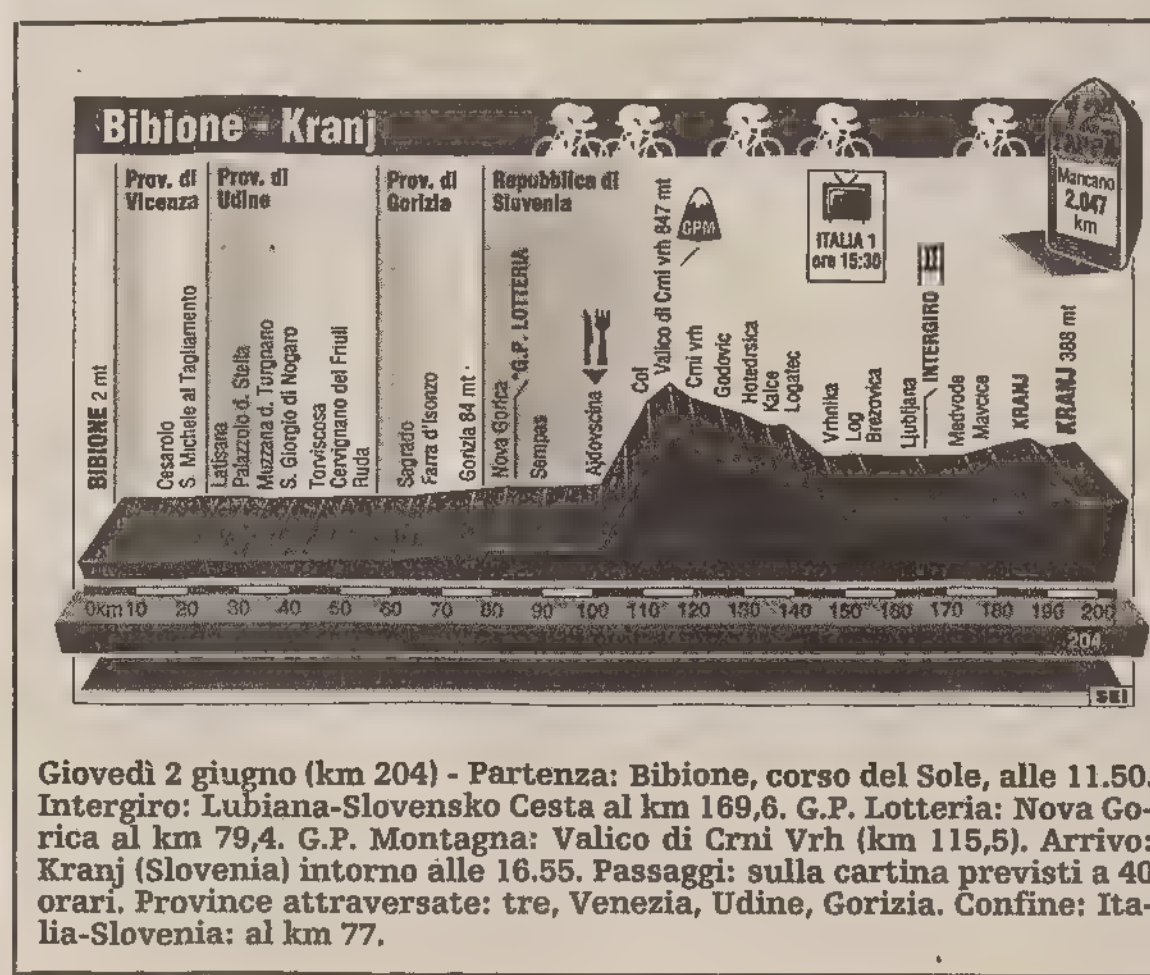 Bibione - Kranj
Mancano
2.047
km
Prov. di
Vicenza
Prov. di
Udine
Prov. di
Gorizia
Repubblica di
Slovenia
GPM
ITALIA 1
ore 15:30
BIBIONE 2 mt
Cesarolo
S. Michele al Tagliamento
Latisana
Palazzolo d. Stella
Muzzana d. Turgnano
S. Giorgio di Nogaro
Torviscosa
Cervignano del Friuli
Ruda
Sagrado
Farra d'Isonzo
Gorizia 84 mt
Nova Gorica
G.P. LOTTERIA
Sempas
Ajdovscina
Col
Valico di Crni vrh 847 mt
Crni vrh
Godovic
Hotedrsica
Kalce
Logatec
Vrhnika
Log
Brezovica
Ljubljana
INTERGIRO
Medvode
Mavcice
KRANJ
KRANJ 388 mt
0km 10 20 30 40 50 60 70 80 90 100 110 120 130 140 150 160 170 180 190 200
204
SEI
Giovedì 2 giugno (km 204) - Partenza: Bibione, corso del Sole, alle 11.50.
Intergiro: Lubiana-Slovensko Cesta al km 169,6. G.P. Lotteria: Nova Go-
rica al km 79,4. G.P. Montagna: Valico di Crni Vrh (km 115,5). Arrivo:
Kranj (Slovenia) intorno alle 16.55. Passaggi: sulla cartina previsti a 40
orari. Province attraversate: tre, Venezia, Udine, Gorizia. Confine: Ita-
lia-Slovenia: al km 77.